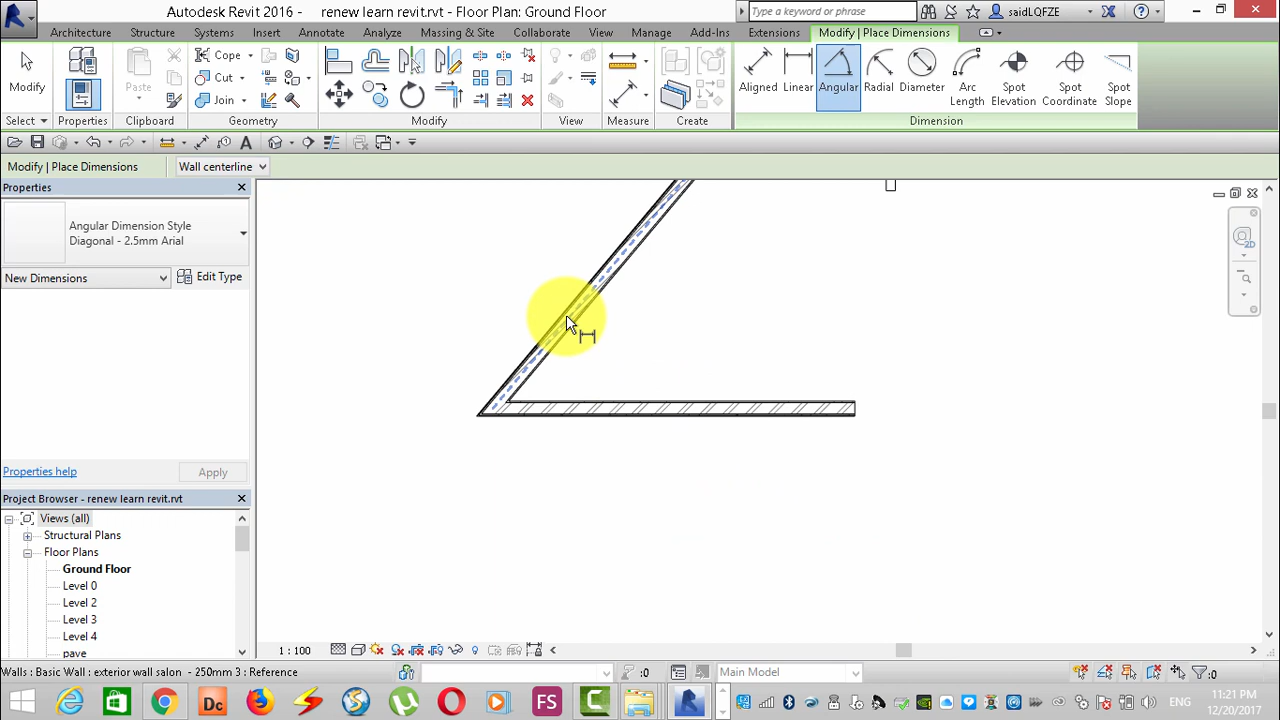 Autodesk Revit 2016 - renew learn revit.rvt - Floor Plan: Ground Floor
Type a keyword or phrase
saidLQFZE
Architecture Structure Systems Insert Annotate Analyze Massing & Site Collaborate View Manage Add-Ins Extensions Modify | Place Dimensions
Modify
Properties
Paste
Cope
Cut
Join
Aligned
Linear
Angular
Radial
Diameter
Arc Length
Spot Elevation
Spot Coordinate
Spot Slope
Select Properties Clipboard Geometry Modify View Measure Create Dimension
Modify | Place Dimensions Wall centerline
Properties
Angular Dimension Style
Diagonal - 2.5mm Arial
New Dimensions Edit Type
Properties help Apply
Project Browser - renew learn revit.rvt
Views (all)
Structural Plans
Floor Plans
Ground Floor
Level 0
Level 2
Level 3
Level 4
pave
2D
1 : 100
Walls : Basic Wall : exterior wall salon - 250mm 3 : Reference
:0
Main Model
:0
Dc
FS
ENG
11:21 PM
12/20/2017